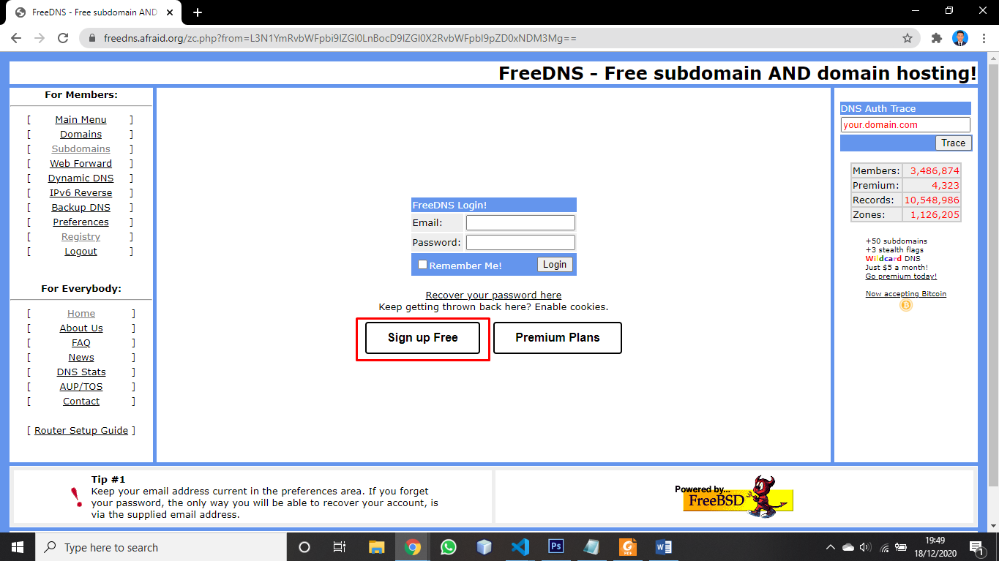 FreeDNS - Free subdomain AND
freedns.afraid.org/zc.php?from=L3N1YmRvbWFpbi9lZGl0LnBocD9lZGl0X2RvbWFpbl9pZD0xNDM3Mg==
FreeDNS - Free subdomain AND domain hosting!
For Members:
[ Main Menu ]
[ Domains ]
[ Subdomains ]
[ Web Forward ]
[ Dynamic DNS ]
[ IPv6 Reverse ]
[ Backup DNS ]
[ Preferences ]
[ Registry ]
[ Logout ]
For Everybody:
[ Home ]
[ About Us ]
[ FAQ ]
[ News ]
[ DNS Stats ]
[ AUP/TOS ]
[ Contact ]
[ Router Setup Guide ]
FreeDNS Login!
Email:
Password:
Remember Me! Login
Recover your password here
Keep getting thrown back here? Enable cookies.
Sign up Free Premium Plans
DNS Auth Trace
your.domain.com
Trace
Members: 3,486,874
Premium: 4,323
Records: 10,548,986
Zones: 1,126,205
+50 subdomains
+3 stealth flags
Wildcard DNS
Just $5 a month!
Go premium today!
Now accepting Bitcoin
Tip #1
Keep your email address current in the preferences area. If you forget
your password, the only way you will be able to recover your account, is
via the supplied email address.
Powered by...
FreeBSD
Type here to search
Ps
PDF
W
19:49
18/12/2020
1